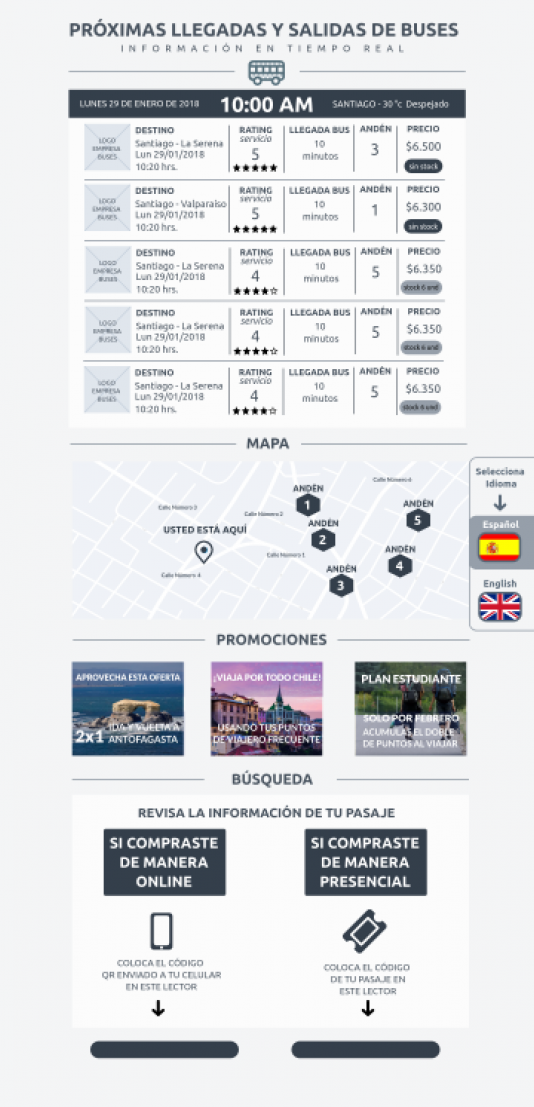 PRÓXIMAS LLEGADAS Y SALIDAS DE BUSES
INFORMACIÓN EN TIEMPO REAL
LUNES 29 DE ENERO DE 2018 10:00 AM SANTIAGO - 30 °c Despejado
LOGO
EMPRESA
BUSES
DESTINO
Santiago - La Serena
Lun 29/01/2018
10:20 hrs.
RATING
servicio
5
LLEGADA BUS
10
minutos
ANDÉN
3
PRECIO
$6.500
sin stock
LOGO
EMPRESA
BUSES
DESTINO
Santiago - Valparaíso
Lun 29/01/2018
10:20 hrs.
RATING
servicio
5
LLEGADA BUS
10
minutos
ANDÉN
1
PRECIO
$6.300
sin stock
LOGO
EMPRESA
BUSES
DESTINO
Santiago - La Serena
Lun 29/01/2018
10:20 hrs.
RATING
servicio
4
LLEGADA BUS
10
minutos
ANDÉN
5
PRECIO
$6.350
stock 6 und
LOGO
EMPRESA
BUSES
DESTINO
Santiago - La Serena
Lun 29/01/2018
10:20 hrs.
RATING
servicio
4
LLEGADA BUS
10
minutos
ANDÉN
5
PRECIO
$6.350
stock 6 und
LOGO
EMPRESA
BUSES
DESTINO
Santiago - La Serena
Lun 29/01/2018
10:20 hrs.
RATING
servicio
4
LLEGADA BUS
10
minutos
ANDÉN
5
PRECIO
$6.350
stock 6 und
MAPA
Calle Número 6
ANDÉN
1
Calle Número 3
Calle Número 2
ANDÉN
5
USTED ESTÁ AQUÍ
ANDÉN
2
Calle Número 1
ANDÉN
4
Calle Número 4
ANDÉN
3
Selecciona
Idioma
Español
English
PROMOCIONES
APROVECHA ESTA OFERTA
2x1 IDA Y VUELTA A
ANTOFAGASTA
¡VIAJA POR TODO CHILE!
USANDO TUS PUNTOS
DE VIAJERO FRECUENTE
PLAN ESTUDIANTE
SOLO POR FEBRERO
ACUMULAS EL DOBLE
DE PUNTOS AL VIAJAR
BÚSQUEDA
REVISA LA INFORMACIÓN DE TU PASAJE
SI COMPRASTE
DE MANERA
ONLINE
COLOCA EL CÓDIGO
QR ENVIADO A TU CELULAR
EN ESTE LECTOR
SI COMPRASTE
DE MANERA
PRESENCIAL
COLOCA EL CÓDIGO
DE TU PASAJE EN
ESTE LECTOR